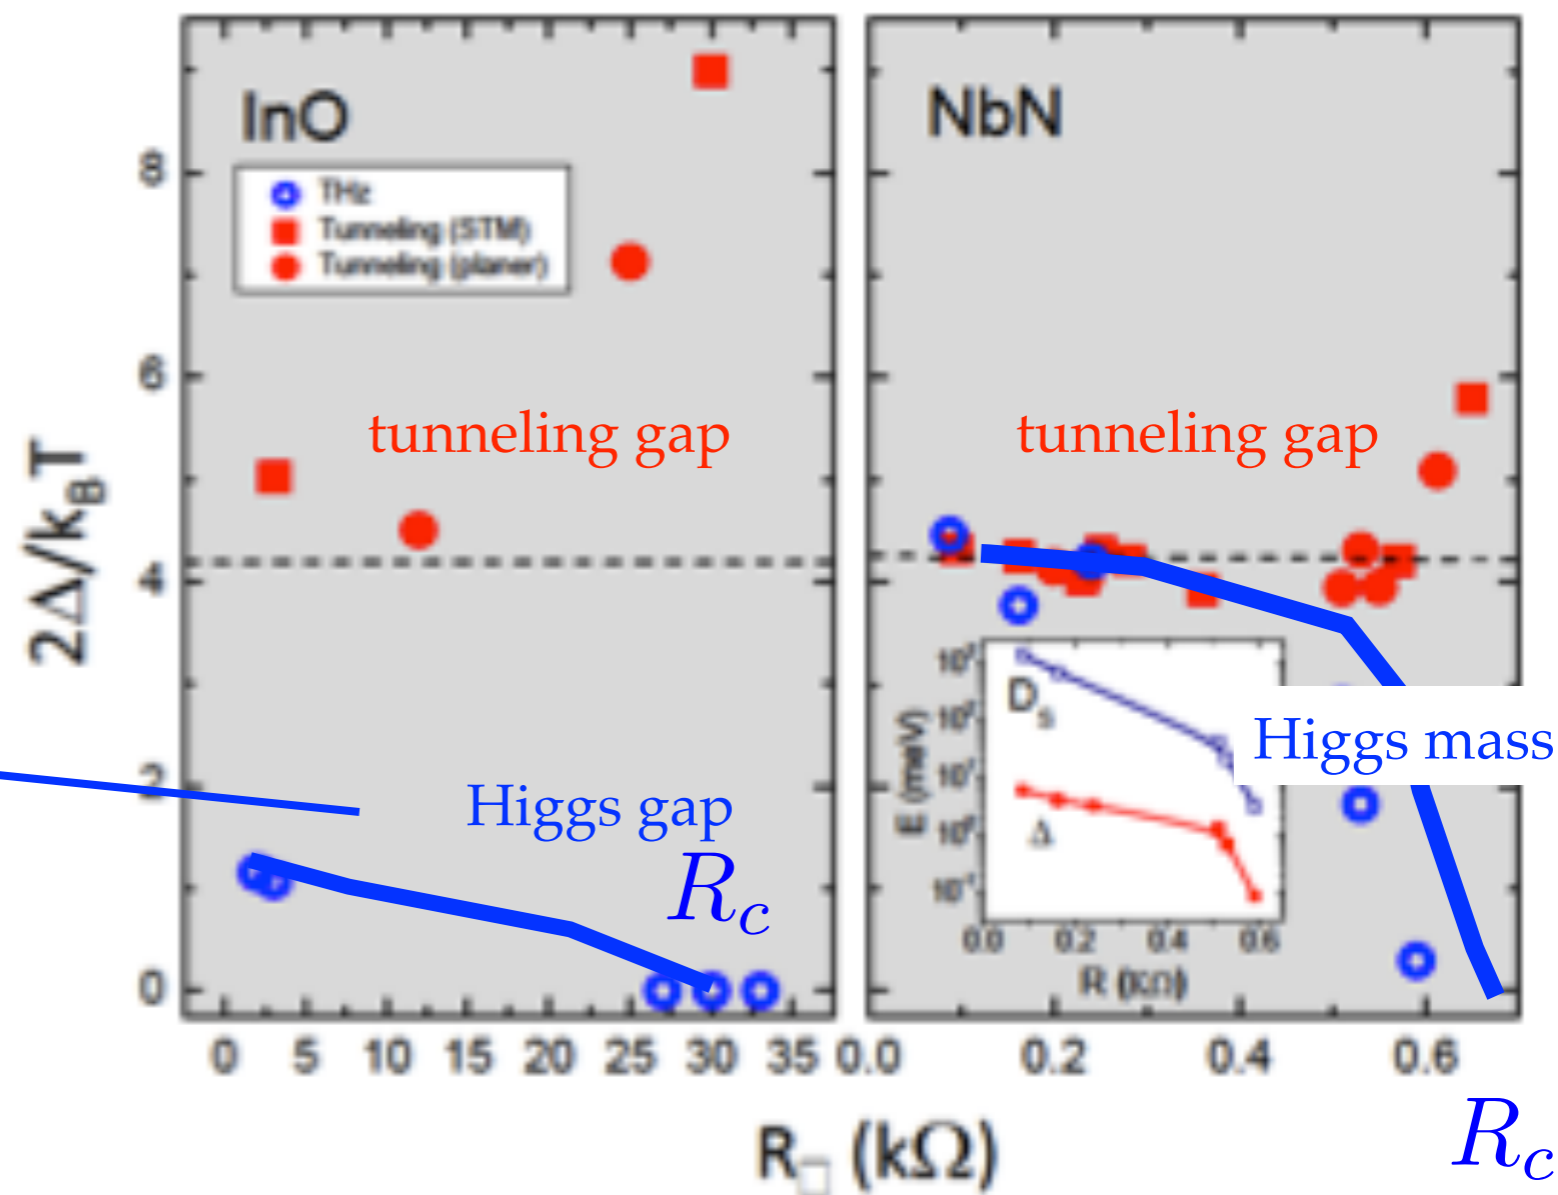 InO
THz
Tunneling (STM)
Tunneling (planer)
tunneling gap
Higgs gap
R_c
2Δ/k_BT
8
6
4
2
0
0 5 10 15 20 25 30 35
NbN
tunneling gap
Higgs mass
D_s
Δ
E (meV)
0.0 0.2 0.4 0.6
R (KΩ)
0.0 0.2 0.4 0.6
R_c
R□ (kΩ)